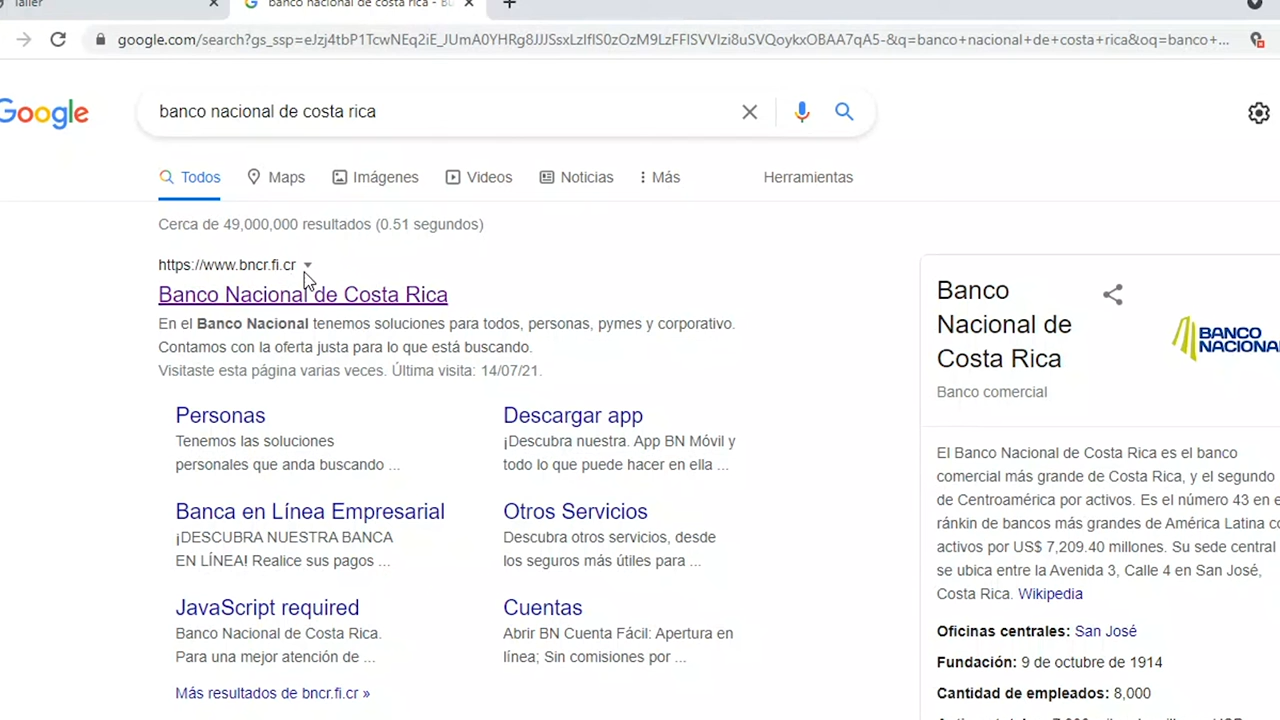 Taller
banco nacional de costa rica - Bu
google.com/search?gs_ssp=
Google
banco nacional de costa rica
Todos
Maps
Imágenes
Videos
Noticias
Más
Herramientas
Cerca de 49,000,000 resultados (0.51 segundos)
https://www.bncr.fi.cr
Banco Nacional de Costa Rica
En el Banco Nacional tenemos soluciones para todos, personas, pymes y corporativo.
Contamos con la oferta justa para lo que está buscando.
Visitaste esta página varias veces. Última visita: 14/07/21.
Personas
Tenemos las soluciones
personales que anda buscando ...
Descargar app
¡Descubra nuestra. App BN Móvil y
todo lo que puede hacer en ella ...
Banca en Línea Empresarial
¡DESCUBRA NUESTRA BANCA
EN LÍNEA! Realice sus pagos ...
Otros Servicios
Descubra otros servicios, desde
los seguros más útiles para ...
JavaScript required
Banco Nacional de Costa Rica.
Para una mejor atención de ...
Cuentas
Abrir BN Cuenta Fácil: Apertura en
línea; Sin comisiones por ...
Más resultados de bncr.fi.cr »
Banco
Nacional de
Costa Rica
BANCO
NACIONAL
Banco comercial
El Banco Nacional de Costa Rica es el banco
comercial más grande de Costa Rica, y el segundo
de Centroamérica por activos. Es el número 43 en e
ránkin de bancos más grandes de América Latina co
activos por US$ 7,209.40 millones. Su sede central
se ubica entre la Avenida 3, Calle 4 en San José,
Costa Rica. Wikipedia
Oficinas centrales: San José
Fundación: 9 de octubre de 1914
Cantidad de empleados: 8,000